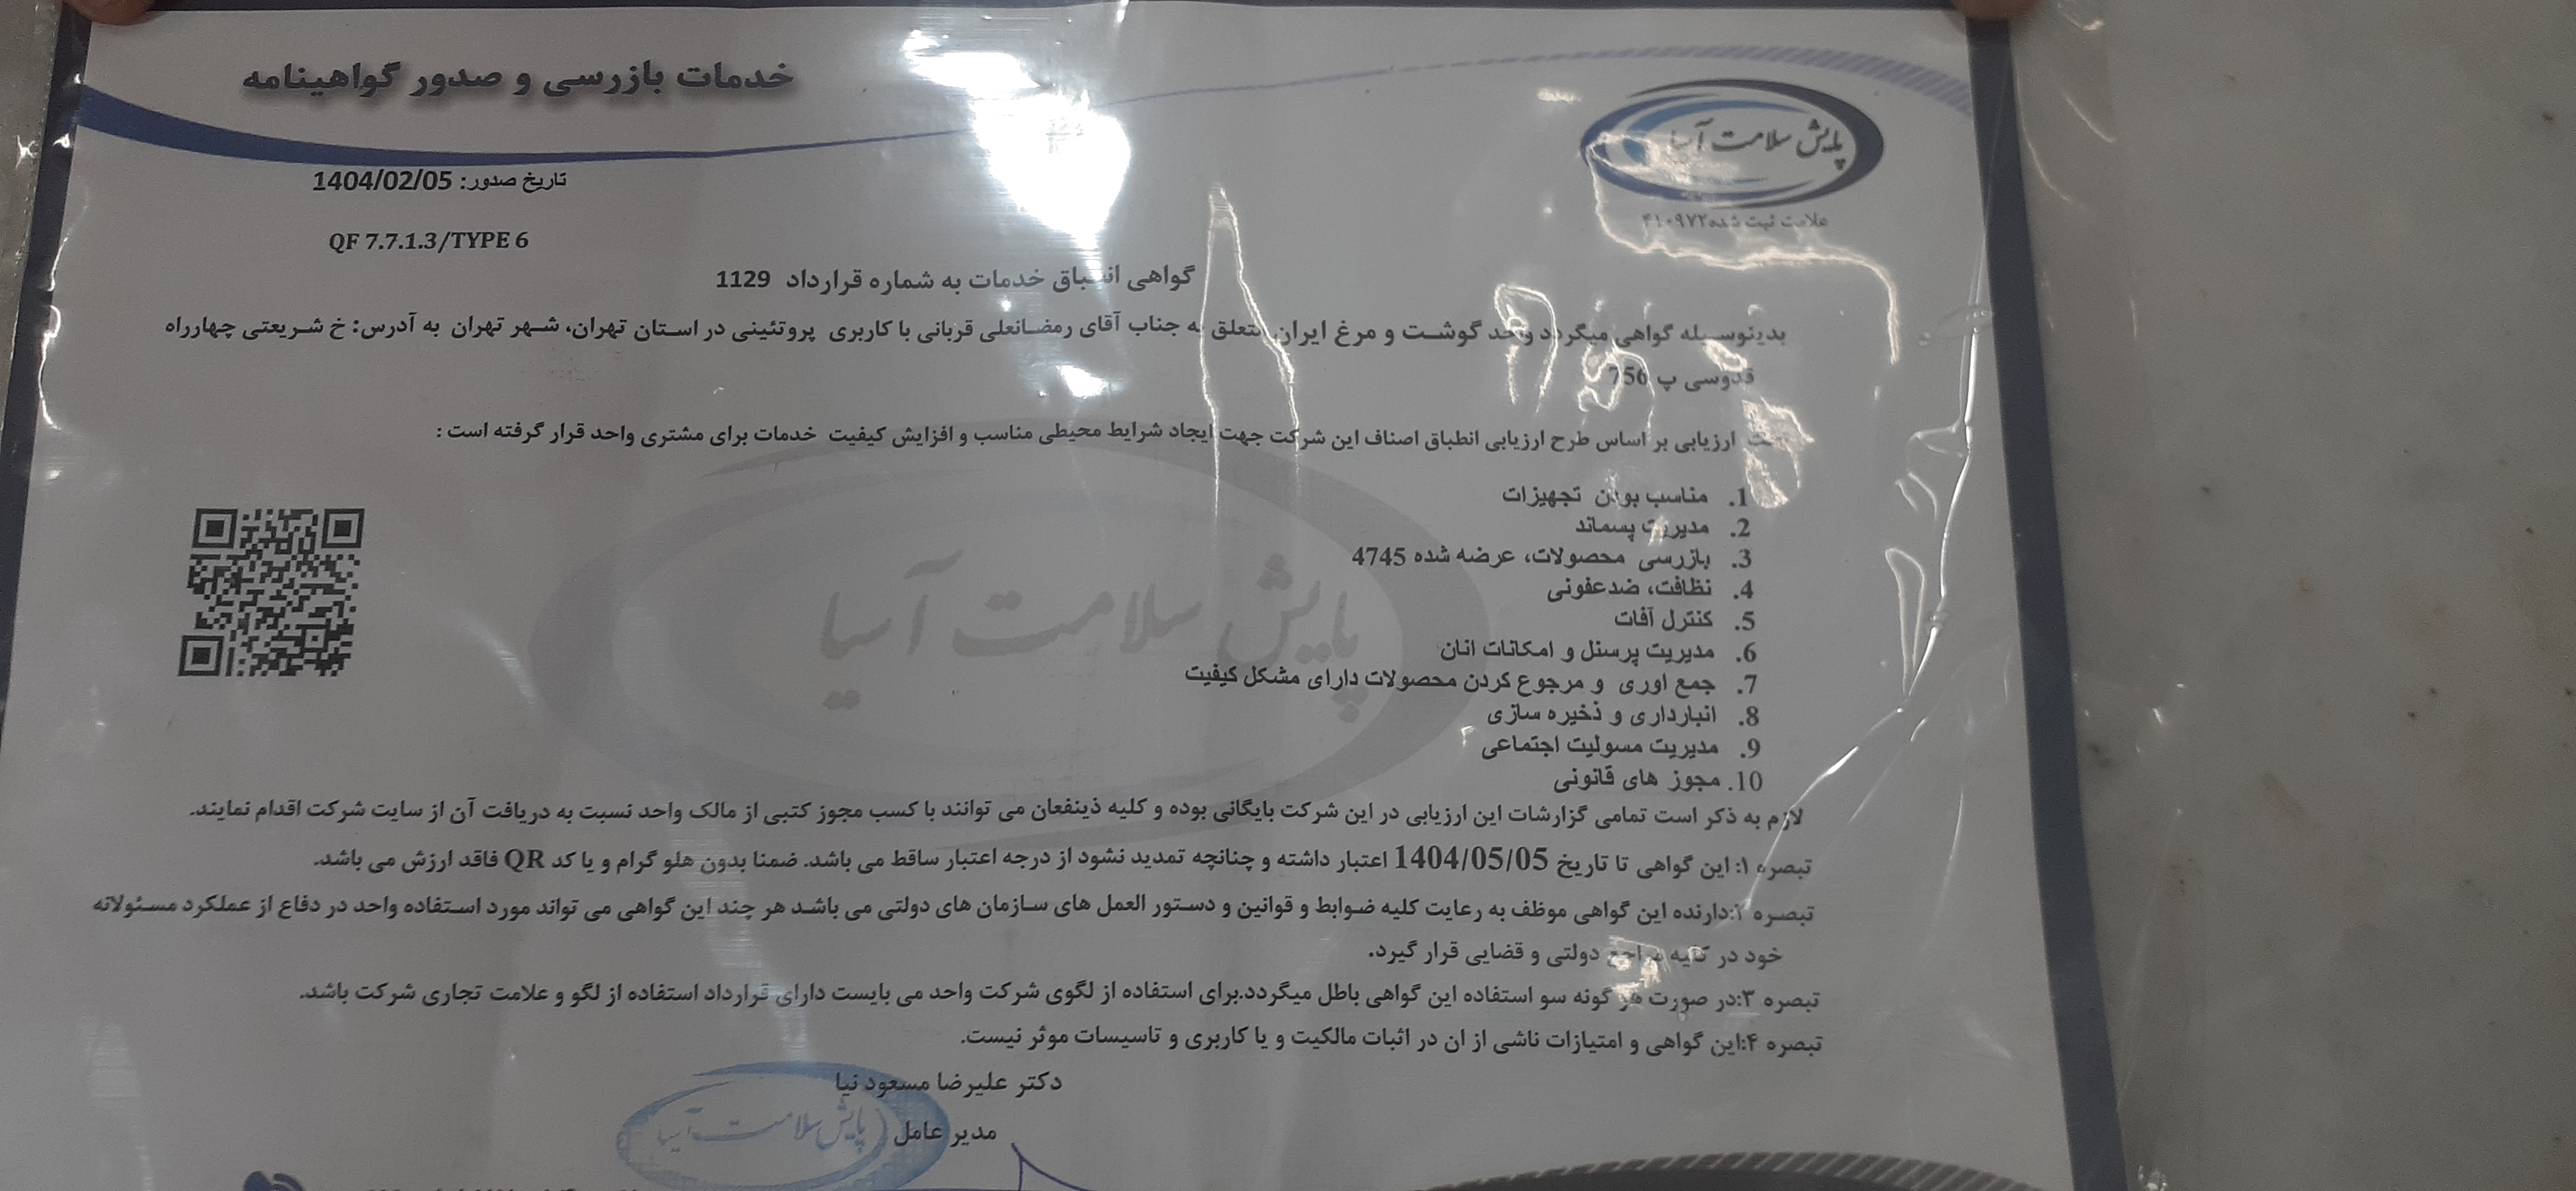 خدمات بازرسی و صدور گواهینامه
پایش سلامت آسیا
علامت ثبت شده۴۱۰۹۷۲
تاریخ صدور: 1404/02/05
QF 7.7.1.3/TYPE 6
گواهی انطباق خدمات به شماره قرارداد 1129
بدینوسیله گواهی میگردد واحد گوشت و مرغ ایران متعلق به جناب آقای رمضانعلی قربانی با کاربری پروتئینی در استان تهران، شهر تهران به آدرس: خ شریعتی چهارراه
قدوسی پ 756
ارزیابی بر اساس طرح ارزیابی انطباق اصناف این شرکت جهت ایجاد شرایط محیطی مناسب و افزایش کیفیت خدمات برای مشتری واحد قرار گرفته است :
1. مناسب بودن تجهیزات
2. مدیریت پسماند
3. بازرسی محصولات، عرضه شده 4745
4. نظافت، ضدعفونی
5. کنترل آفات
6. مدیریت پرسنل و امکانات انان
7. جمع اوری و مرجوع کردن محصولات دارای مشکل کیفیت
8. انبارداری و ذخیره سازی
9. مدیریت مسولیت اجتماعی
10. مجوز های قانونی
پایش سلامت آسیا
لازم به ذکر است تمامی گزارشات این ارزیابی در این شرکت بایگانی بوده و کلیه ذینفعان می توانند با کسب مجوز کتبی از مالک واحد نسبت به دریافت آن از سایت شرکت اقدام نمایند.
تبصره ۱: این گواهی تا تاریخ 1404/05/05 اعتبار داشته و چنانچه تمدید نشود از درجه اعتبار ساقط می باشد. ضمنا بدون هلو گرام و یا کد QR فاقد ارزش می باشد.
تبصره ۲:دارنده این گواهی موظف به رعایت کلیه ضوابط و قوانین و دستور العمل های سازمان های دولتی می باشد هر چند این گواهی می تواند مورد استفاده واحد در دفاع از عملکرد مسئولانه
خود در کلیه مراجع دولتی و قضایی قرار گیرد.
تبصره ۳:در صورت هر گونه سو استفاده این گواهی باطل میگردد.برای استفاده از لگوی شرکت واحد می بایست دارای قرارداد استفاده از لگو و علامت تجاری شرکت باشد.
تبصره ۴:این گواهی و امتیازات ناشی از ان در اثبات مالکیت و یا کاربری و تاسیسات موثر نیست.
دکتر علیرضا مسعود نیا
مدیر عامل
پایش سلامت آسیا